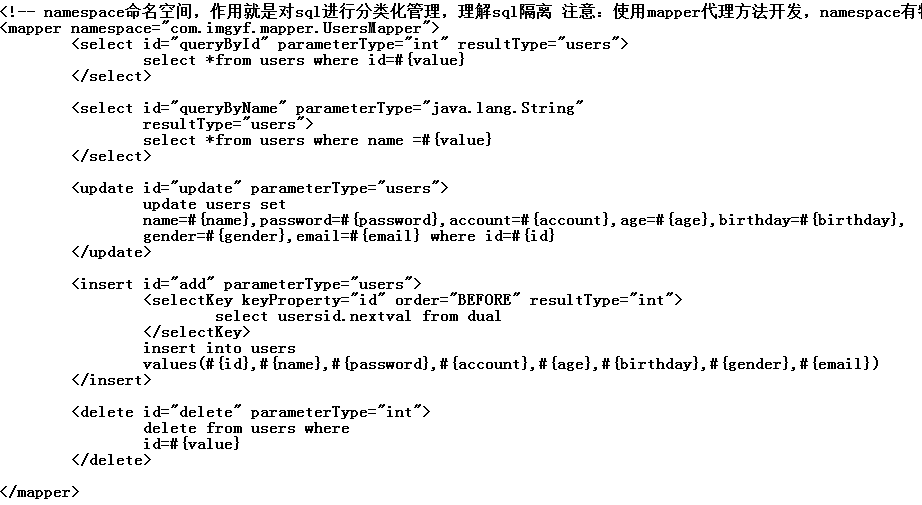 <!-- namespace命名空间，作用就是对sql进行分类化管理，理解sql隔离 注意：使用mapper代理方法开发，namespace有
<mapper namespace="com.imgyf.mapper.UsersMapper">
<select id="queryById" parameterType="int" resultType="users">
select *from users where id=#{value}
</select>
<select id="queryByName" parameterType="java.lang.String"
resultType="users">
select *from users where name =#{value}
</select>
<update id="update" parameterType="users">
update users set
name=#{name},password=#{password},account=#{account},age=#{age},birthday=#{birthday},
gender=#{gender},email=#{email} where id=#{id}
</update>
<insert id="add" parameterType="users">
<selectKey keyProperty="id" order="BEFORE" resultType="int">
select usersid.nextval from dual
</selectKey>
insert into users
values(#{id},#{name},#{password},#{account},#{age},#{birthday},#{gender},#{email})
</insert>
<delete id="delete" parameterType="int">
delete from users where
id=#{value}
</delete>
</mapper>